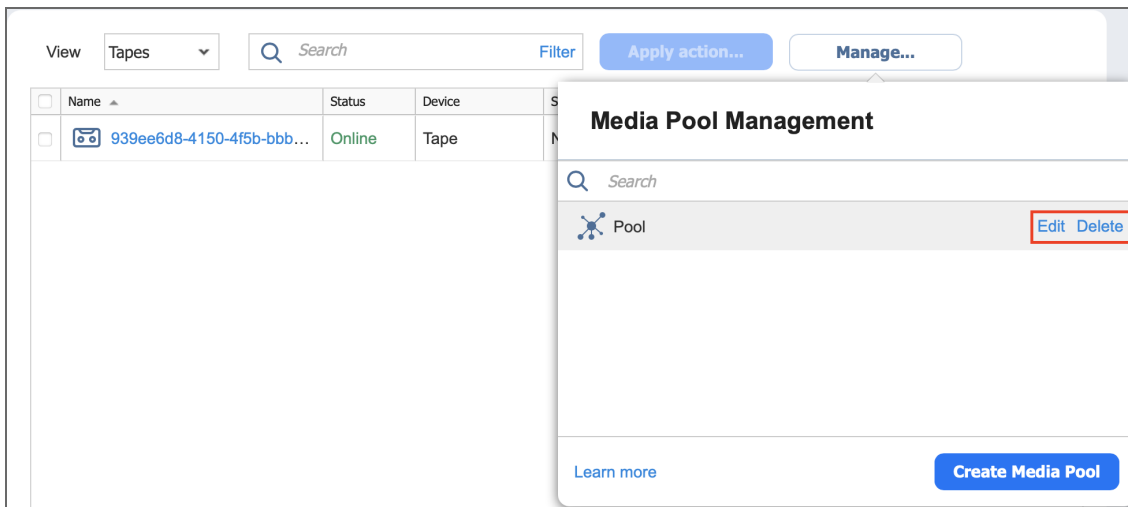 View Tapes Search Filter Apply action... Manage...
Name Status Device
939ee6d8-4150-4f5b-bbb... Online Tape
Media Pool Management
Search
Pool Edit Delete
Learn more Create Media Pool